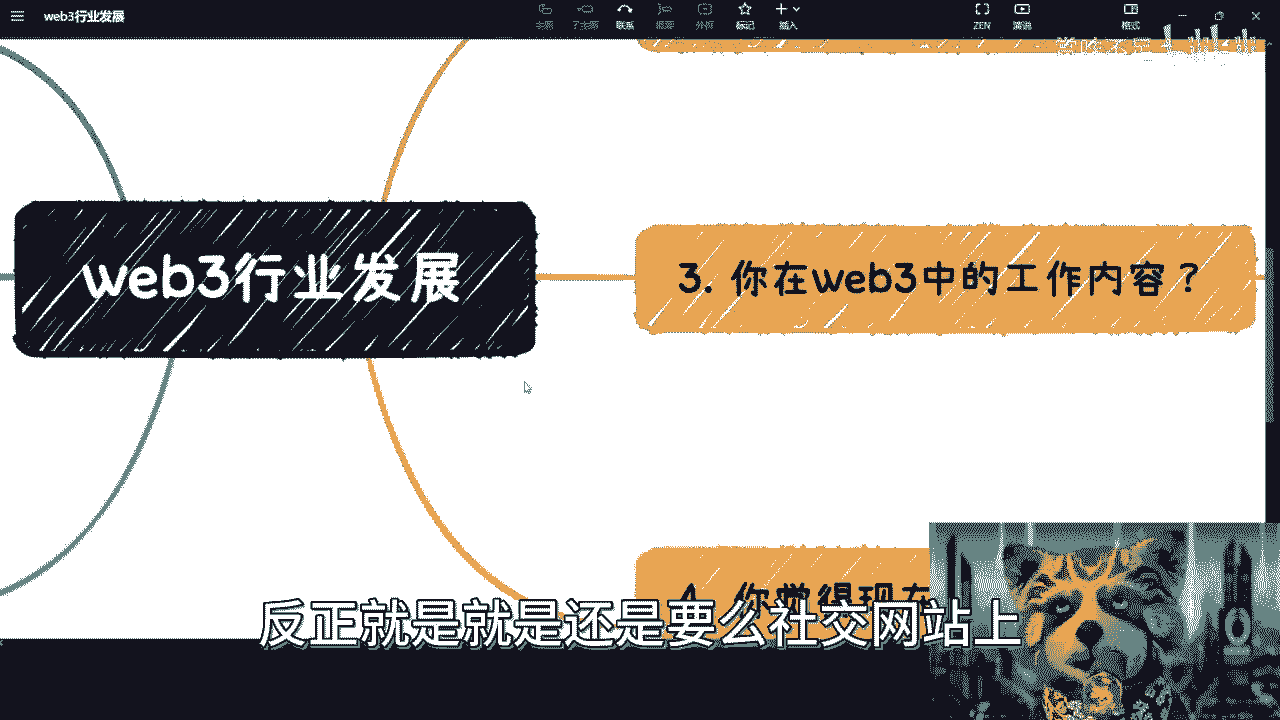 web3行业发展
主题
子主题
联系
概要
外框
标记
插入
ZEN
演说
格式
web3行业发展
3. 你在web3中的工作内容？
4. 你觉得现在
反正就是就是还是要么社交网站上